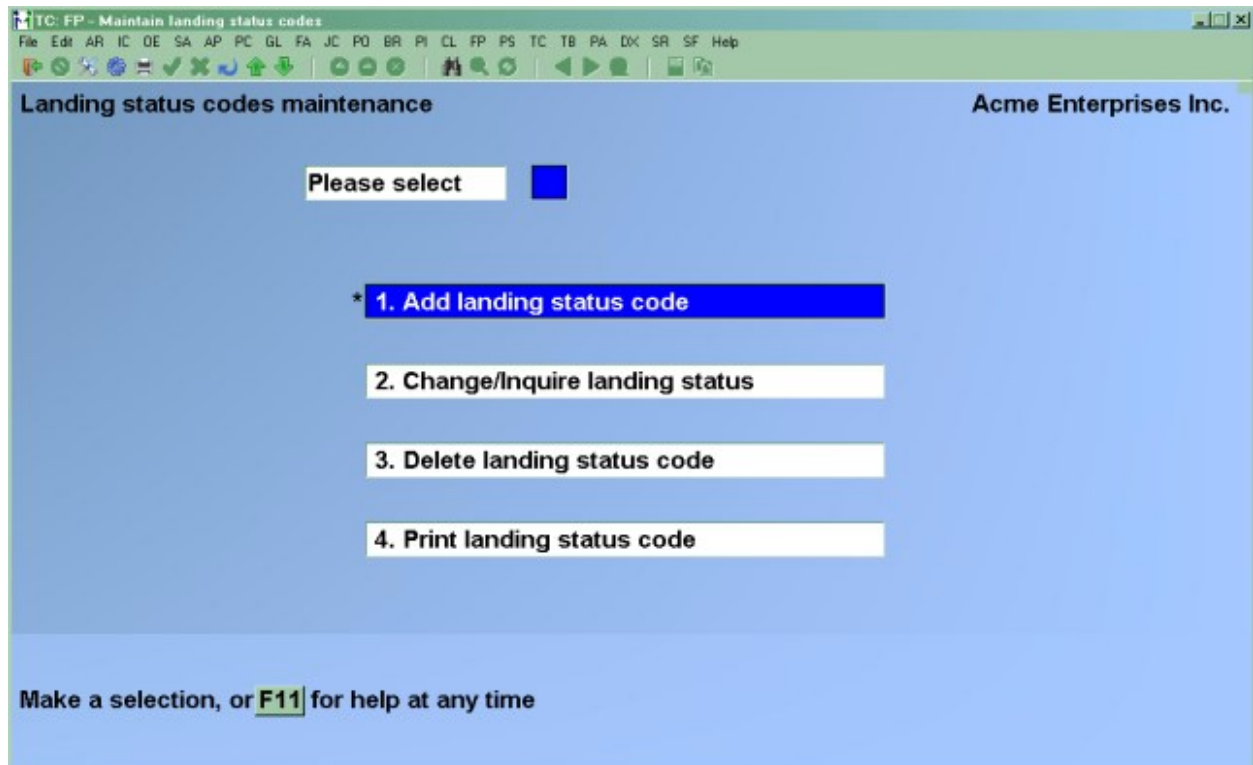 TC: FP - Maintain landing status codes
File Edit AR IC OE SA AP PC GL FA JC PO BR PI CL FP PS TC TB PA DX SR SF Help
Landing status codes maintenance Acme Enterprises Inc.
Please select
* 1. Add landing status code
2. Change/Inquire landing status
3. Delete landing status code
4. Print landing status code
Make a selection, or F11 for help at any time